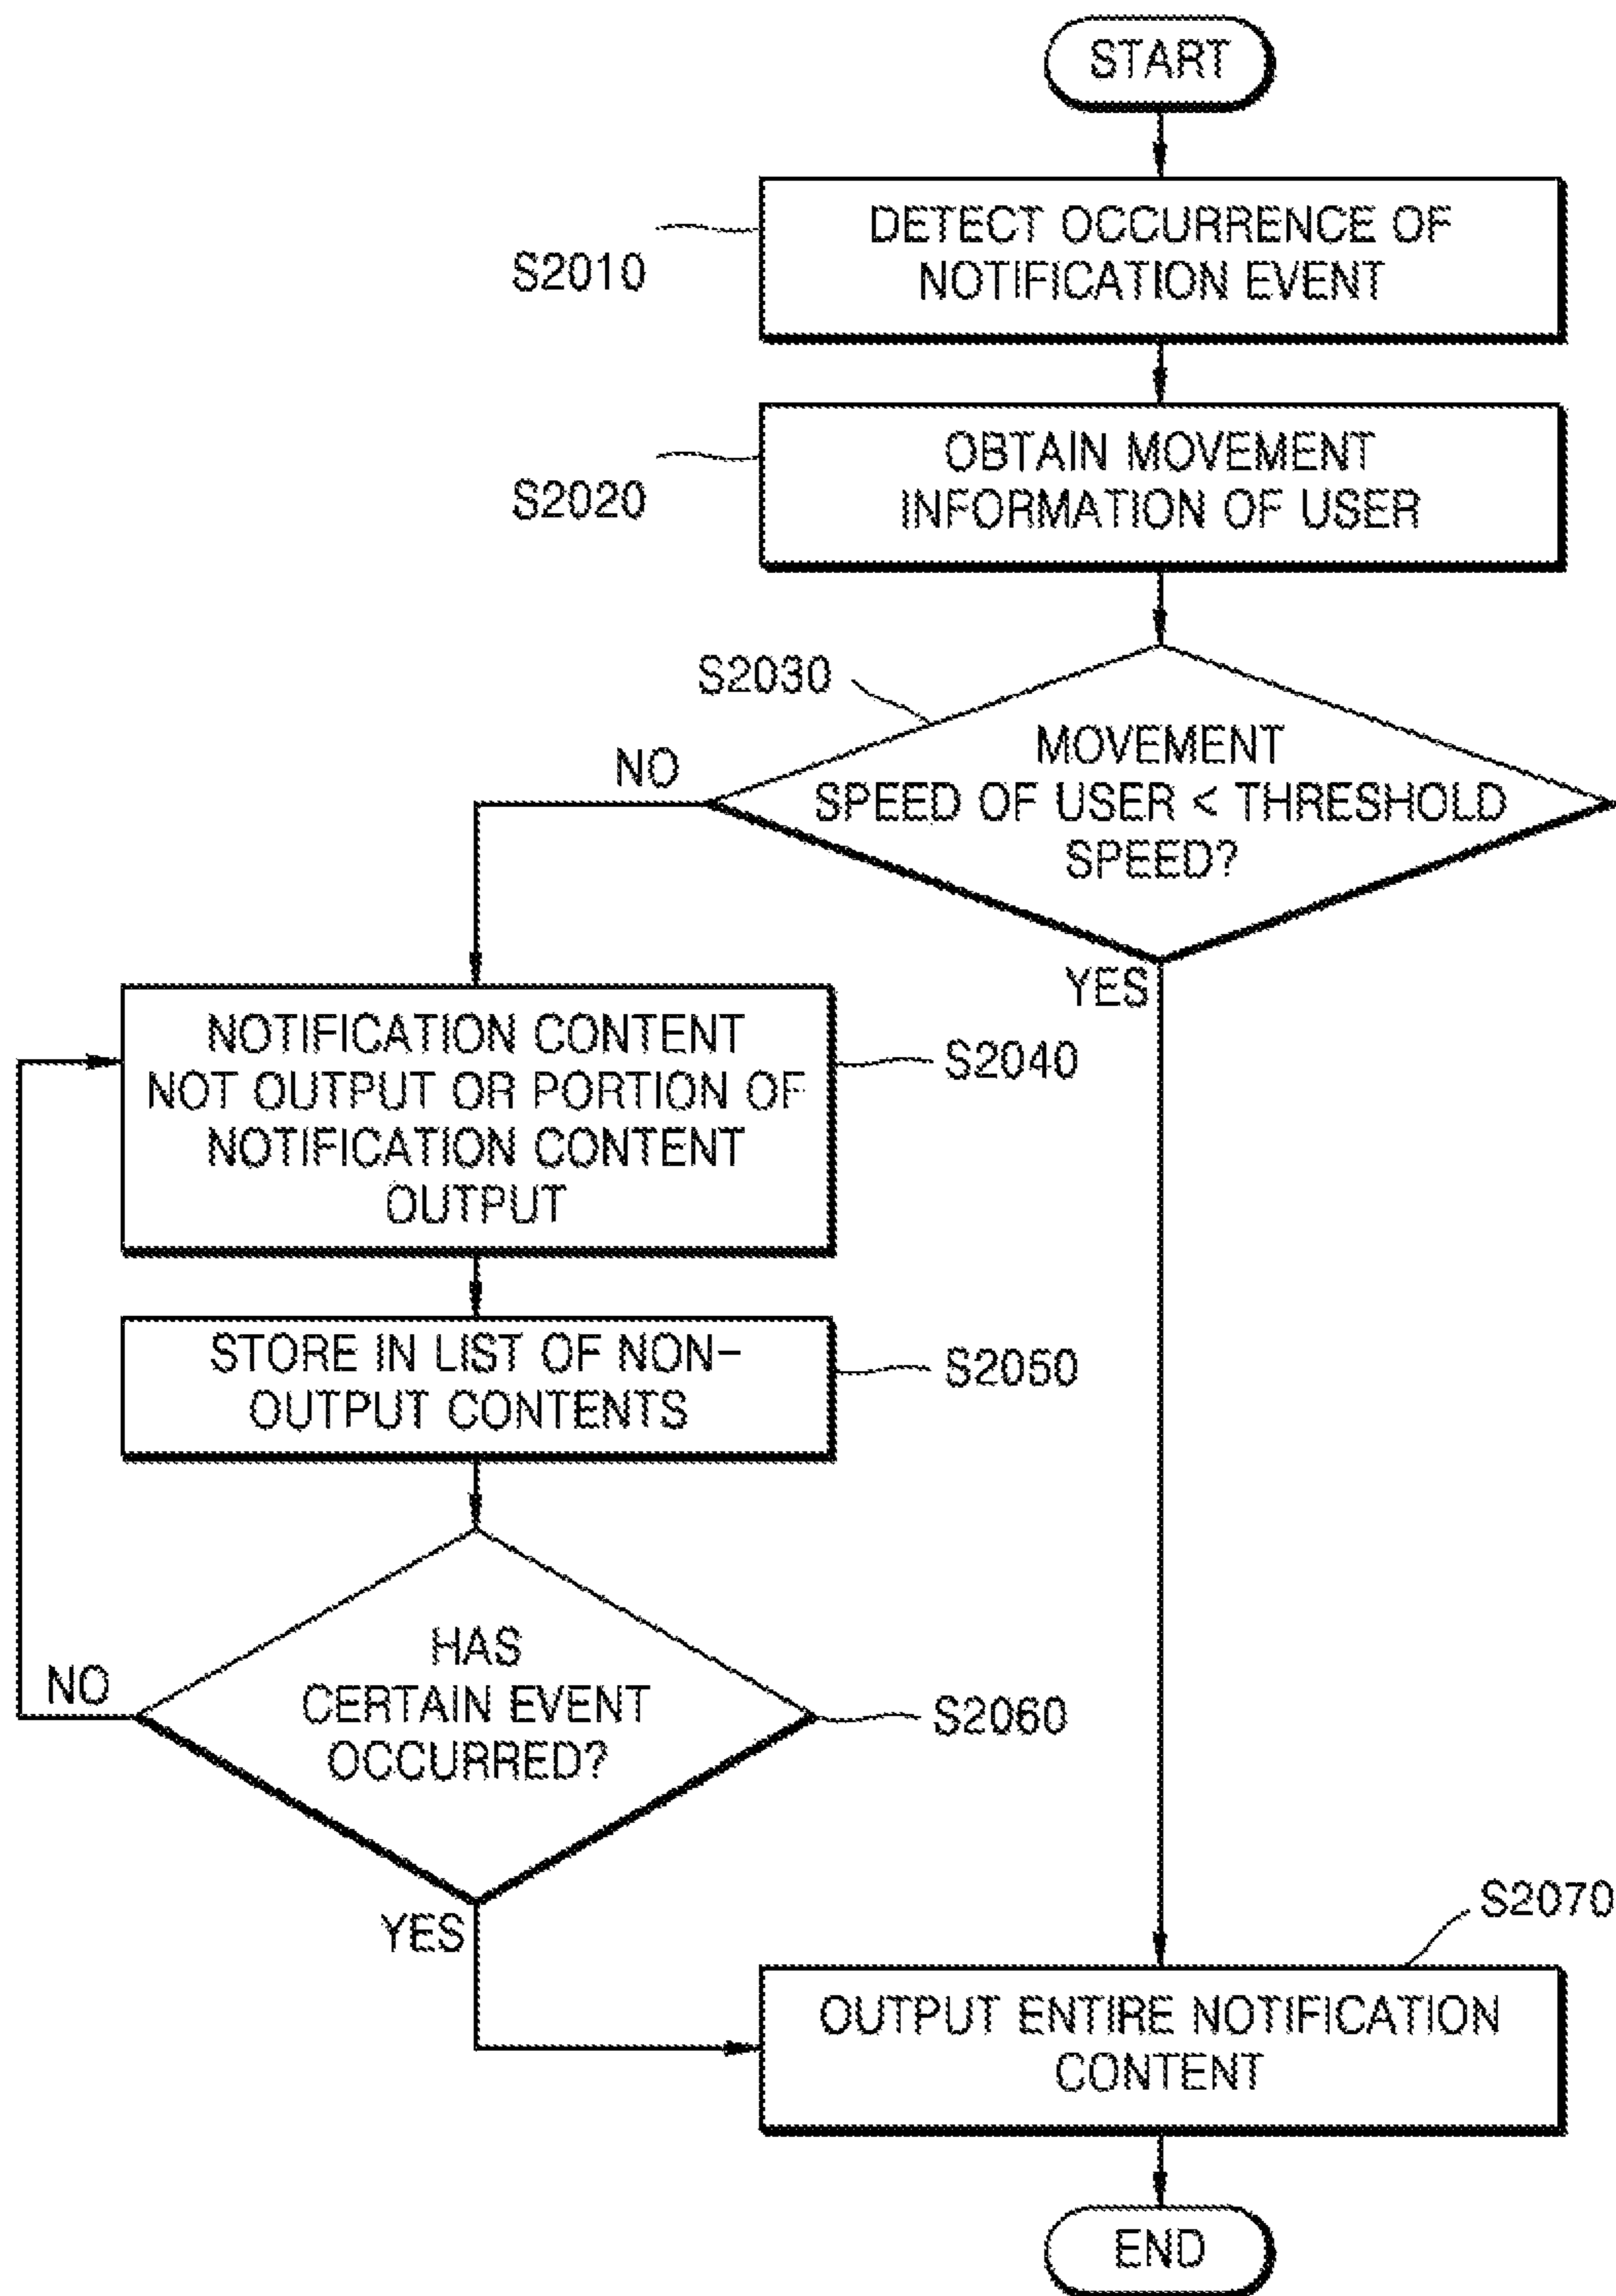 START
DETECT OCCURRENCE OF
NOTIFICATION EVENT
S2010
OBTAIN MOVEMENT
INFORMATION OF USER
S2020
S2030
MOVEMENT
SPEED OF USER < THRESHOLD
SPEED?
NO
YES
NOTIFICATION CONTENT
NOT OUTPUT OR PORTION OF
NOTIFICATION CONTENT
OUTPUT
S2040
STORE IN LIST OF NON-
OUTPUT CONTENTS
S2050
HAS
CERTAIN EVENT
OCCURRED?
S2060
NO
YES
S2070
OUTPUT ENTIRE NOTIFICATION
CONTENT
END